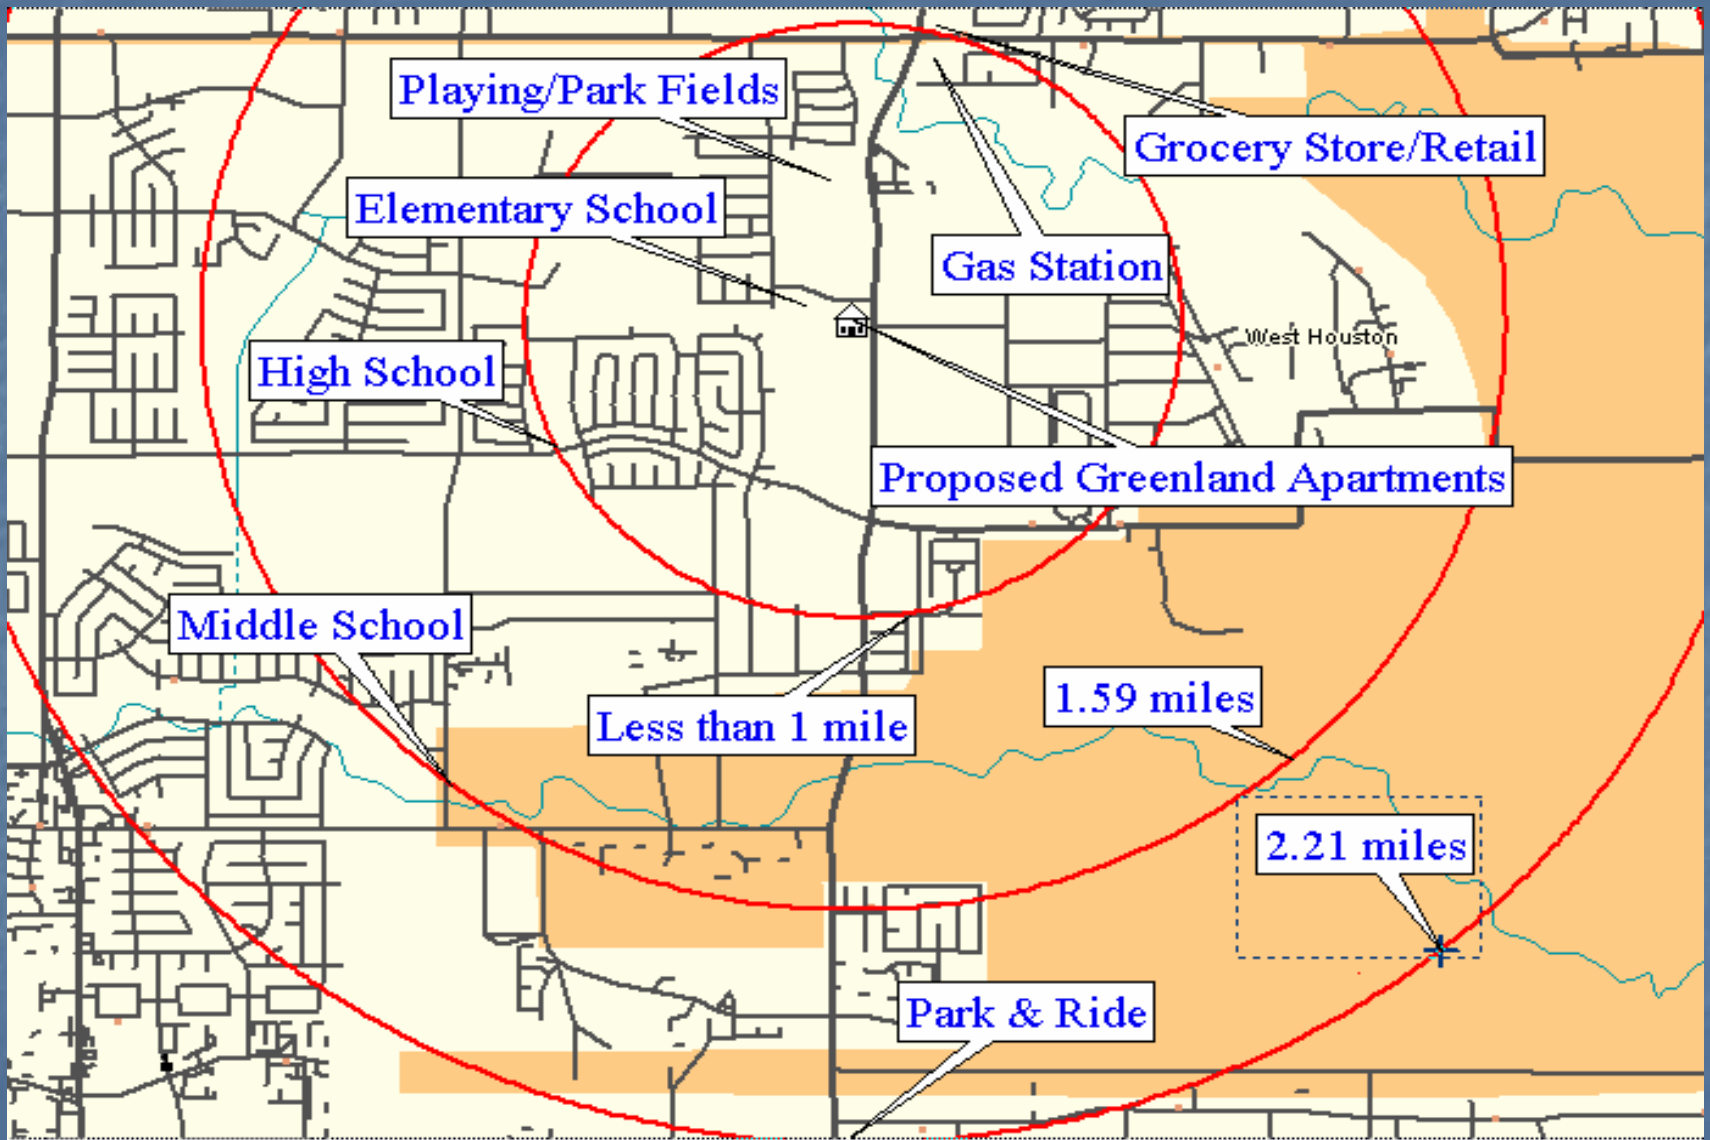 Playing/Park Fields
Grocery Store/Retail
Elementary School
Gas Station
West Houston
High School
Proposed Greenland Apartments
Middle School
1.59 miles
Less than 1 mile
2.21 miles
Park & Ride